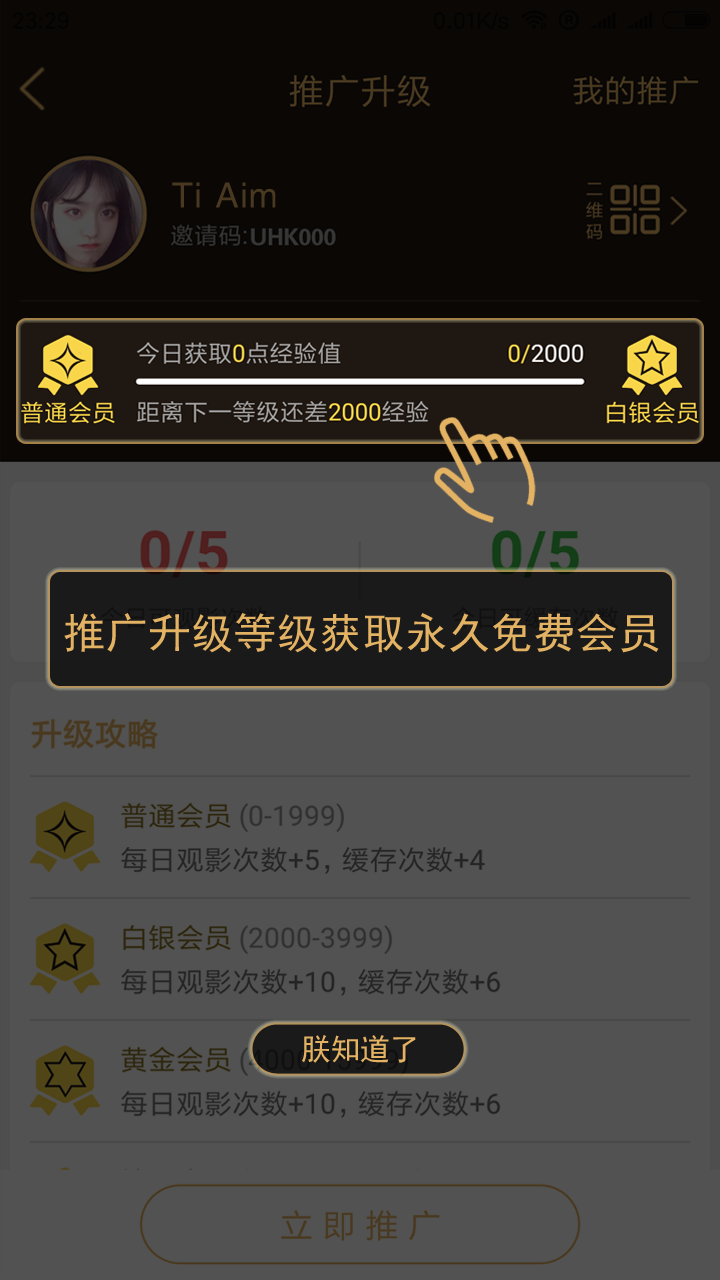 23:29
0.01K/s
推广升级
我的推广
Ti Aim
邀请码:UHK000
二维码
今日获取0点经验值
0/2000
普通会员
距离下一等级还差2000经验
白银会员
0/5
0/5
推广升级等级获取永久免费会员
升级攻略
普通会员 (0-1999)
每日观影次数+5, 缓存次数+4
白银会员 (2000-3999)
每日观影次数+10, 缓存次数+6
黄金会员
朕知道了
每日观影次数+10, 缓存次数+6
立即推广